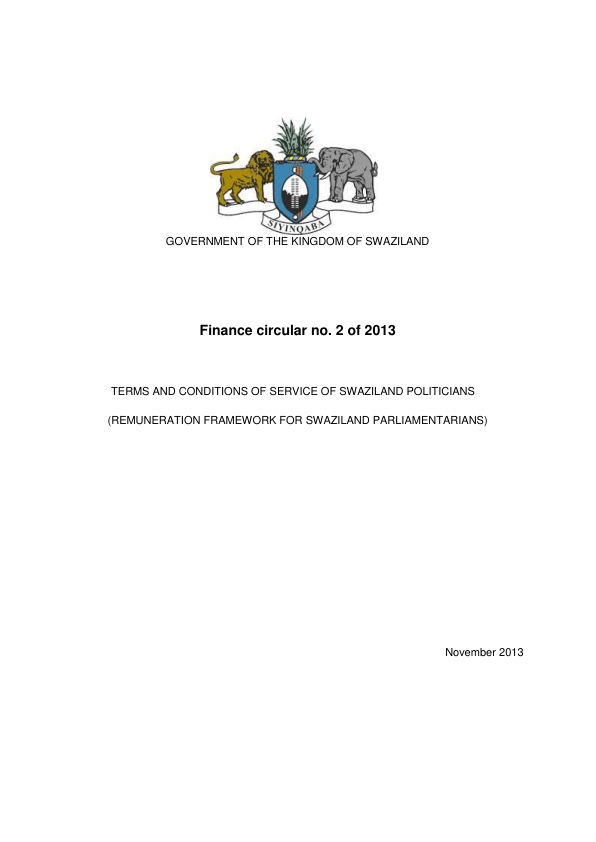 SIYINQABA
GOVERNMENT OF THE KINGDOM OF SWAZILAND
Finance circular no. 2 of 2013
TERMS AND CONDITIONS OF SERVICE OF SWAZILAND POLITICIANS
(REMUNERATION FRAMEWORK FOR SWAZILAND PARLIAMENTARIANS)
November 2013